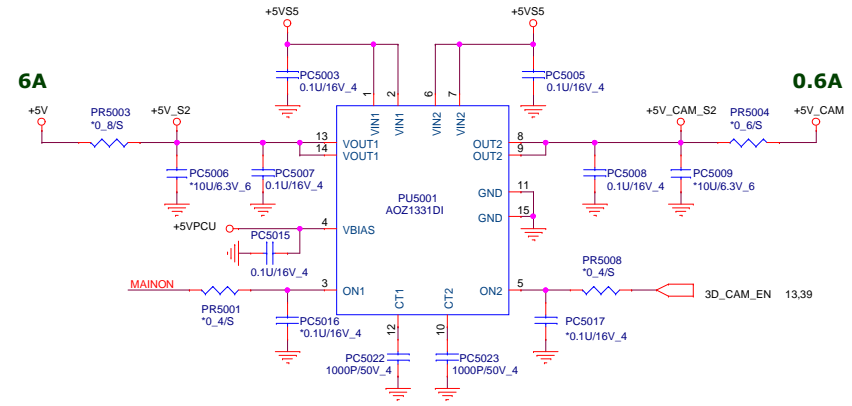 +5VS5
+5VS5
6A
0.6A
PC5003
0.1U/16V_4
PC5005
0.1U/16V_4
1
2
6
7
VIN1
VIN1
VIN2
VIN2
+5V
PR5003
*0_8/S
+5V_S2
+5V_CAM_S2
PR5004
*0_6/S
+5V_CAM
13
14
VOUT1
VOUT1
8
9
OUT2
OUT2
PC5006
*10U/6.3V_6
PC5007
0.1U/16V_4
PC5008
0.1U/16V_4
PC5009
*10U/6.3V_6
PU5001
AOZ1331DI
GND
11
GND
15
+5VPCU
4
VBIAS
PC5015
0.1U/16V_4
MAINON
PR5001
*0_4/S
3
ON1
ON2
5
PR5008
*0_4/S
3D_CAM_EN 13,39
CT1
CT2
12
10
PC5016
*0.1U/16V_4
PC5017
*0.1U/16V_4
PC5022
1000P/50V_4
PC5023
1000P/50V_4